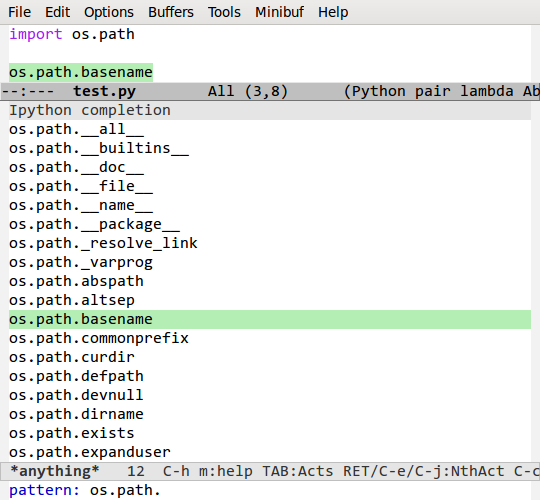 File Edit Options Buffers Tools Minibuf Help
import os.path
os.path.basename
--:--- test.py All (3,8) (Python pair lambda Ab
Ipython completion
os.path.__all__
os.path.__builtins__
os.path.__doc__
os.path.__file__
os.path.__name__
os.path.__package__
os.path._resolve_link
os.path._varprog
os.path.abspath
os.path.altsep
os.path.basename
os.path.commonprefix
os.path.curdir
os.path.defpath
os.path.devnull
os.path.dirname
os.path.exists
os.path.expanduser
*anything* 12 C-h m:help TAB:Acts RET/C-e/C-j:NthAct C-c
pattern: os.path.